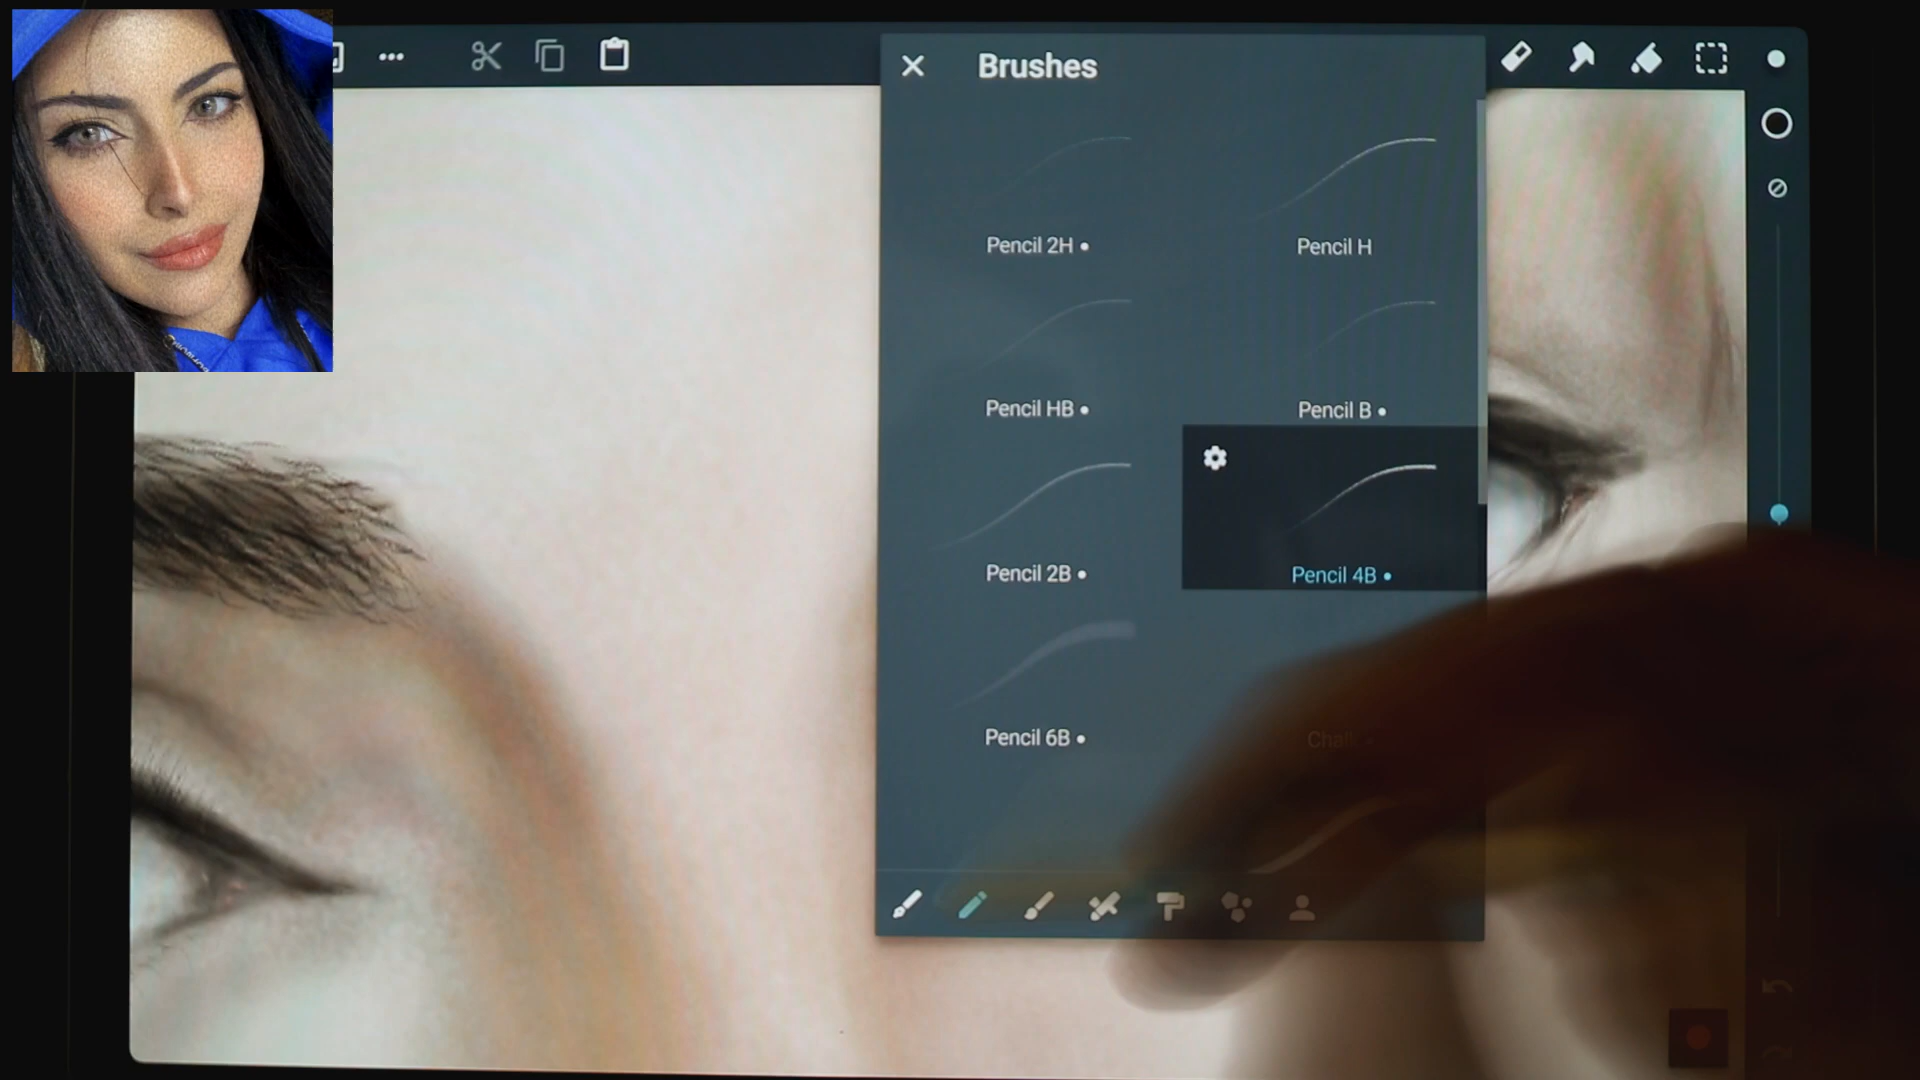 Brushes
Pencil 2H
Pencil H
Pencil HB
Pencil B
Pencil 2B
Pencil 4B
Pencil 6B